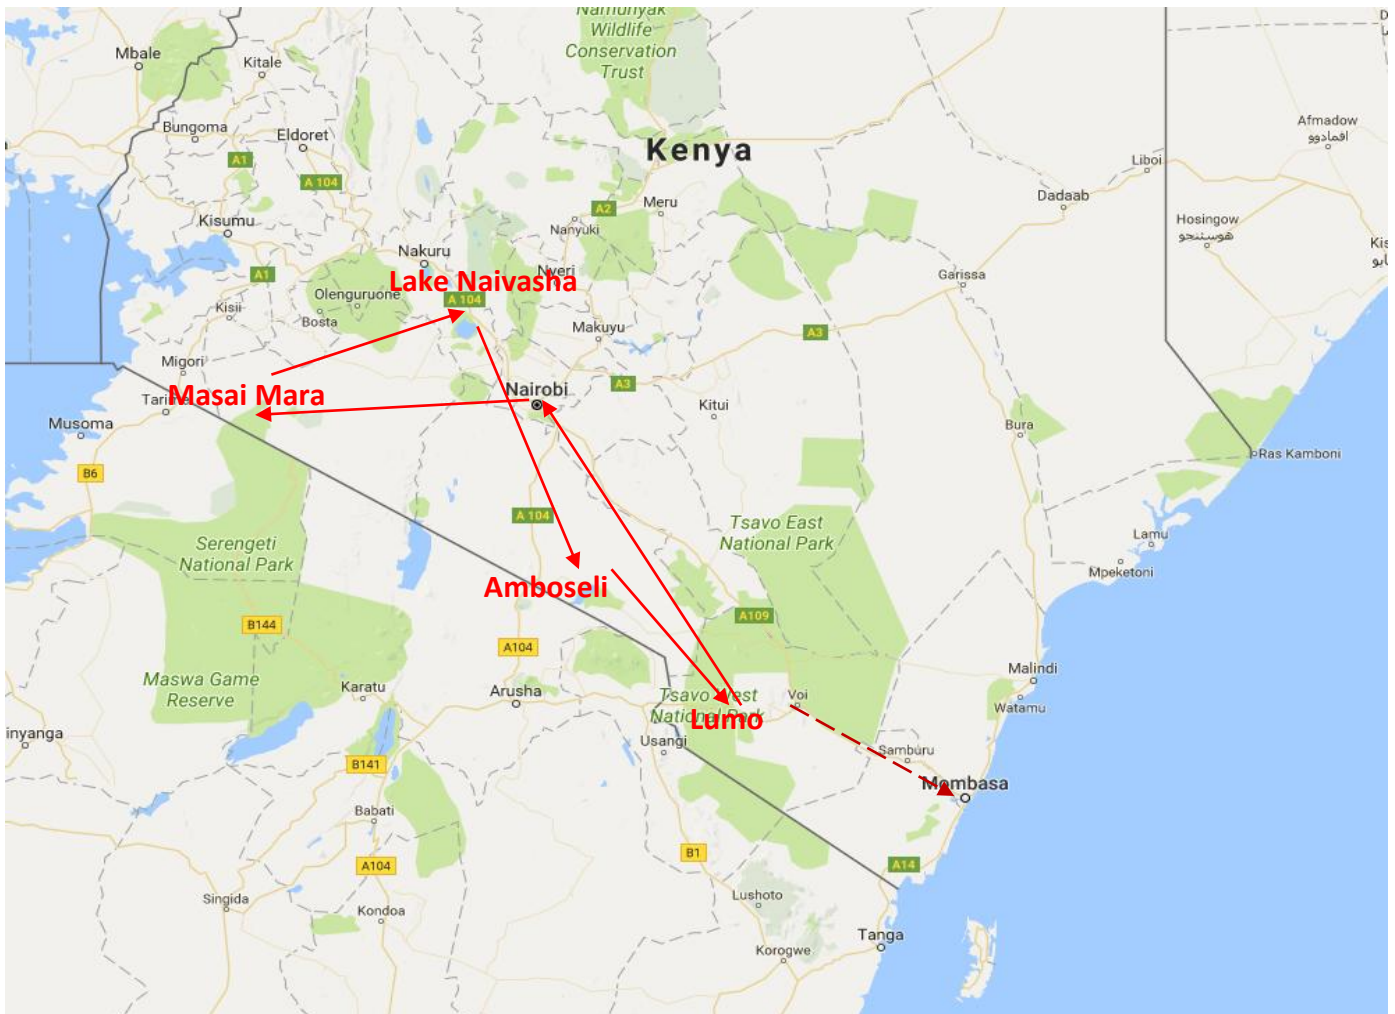 Namunyak
Wildlife
Conservation
Trust
Mbale
Kitale
Bungoma
Eldoret
A1
A 104
Kenya
Afmadow
افمادوو
Liboi
Dadaab
Kisumu
A2
Meru
Nanyuki
Hosingow
هوسنجو
Nakuru
A1
Lake Naivasha
Nyeri
Garissa
Olenguruone
A 104
Kisii
Bosta
Makuyu
A3
Migori
Masai Mara
Tarime
Nairobi
A3
Kitui
Musoma
Bura
Ras Kamboni
B6
A 104
Tsavo East
National Park
Serengeti
National Park
Lamu
Mpeketoni
Amboseli
A109
B144
A104
Maswa Game
Reserve
Karatu
Arusha
Malindi
Tsavo West
National Park
Voi
Watamu
Lumo
inyanga
Usangi
Samburu
B141
Mombasa
Babati
B1
A104
A14
Singida
Kondoa
Lushoto
Tanga
Korogwe